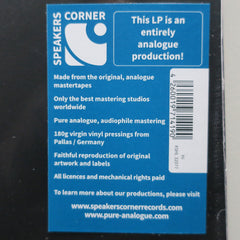 SPEAKERS
CORNER
This LP is an
entirely
analogue
production!
Made from the original, analogue
mastertapes
Only the best mastering studios
worldwide
Pure analogue, audiophile mastering
180g virgin vinyl pressings from
Pallas / Germany
Faithful reproduction of original
artwork and labels
All licences and mechanical rights paid
To learn more about our productions, please visit
www.speakerscornerrecords.com
www.pure-analogue.com